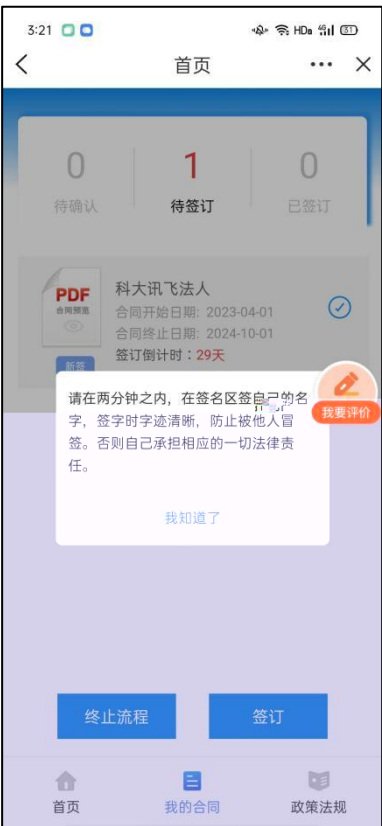 3:21
HD 5G 31
首页
0 1 0
待确认 待签订 已签订
PDF
合同预览
新签
科大讯飞法人
合同开始日期: 2023-04-01
合同终止日期: 2024-10-01
签订倒计时：29天
请在两分钟之内，在签名区签自己的名
字，签字时字迹清晰，防止被他人冒
签。否则自己承担相应的一切法律责
任。
我知道了
我要评价
终止流程 签订
首页 我的合同 政策法规